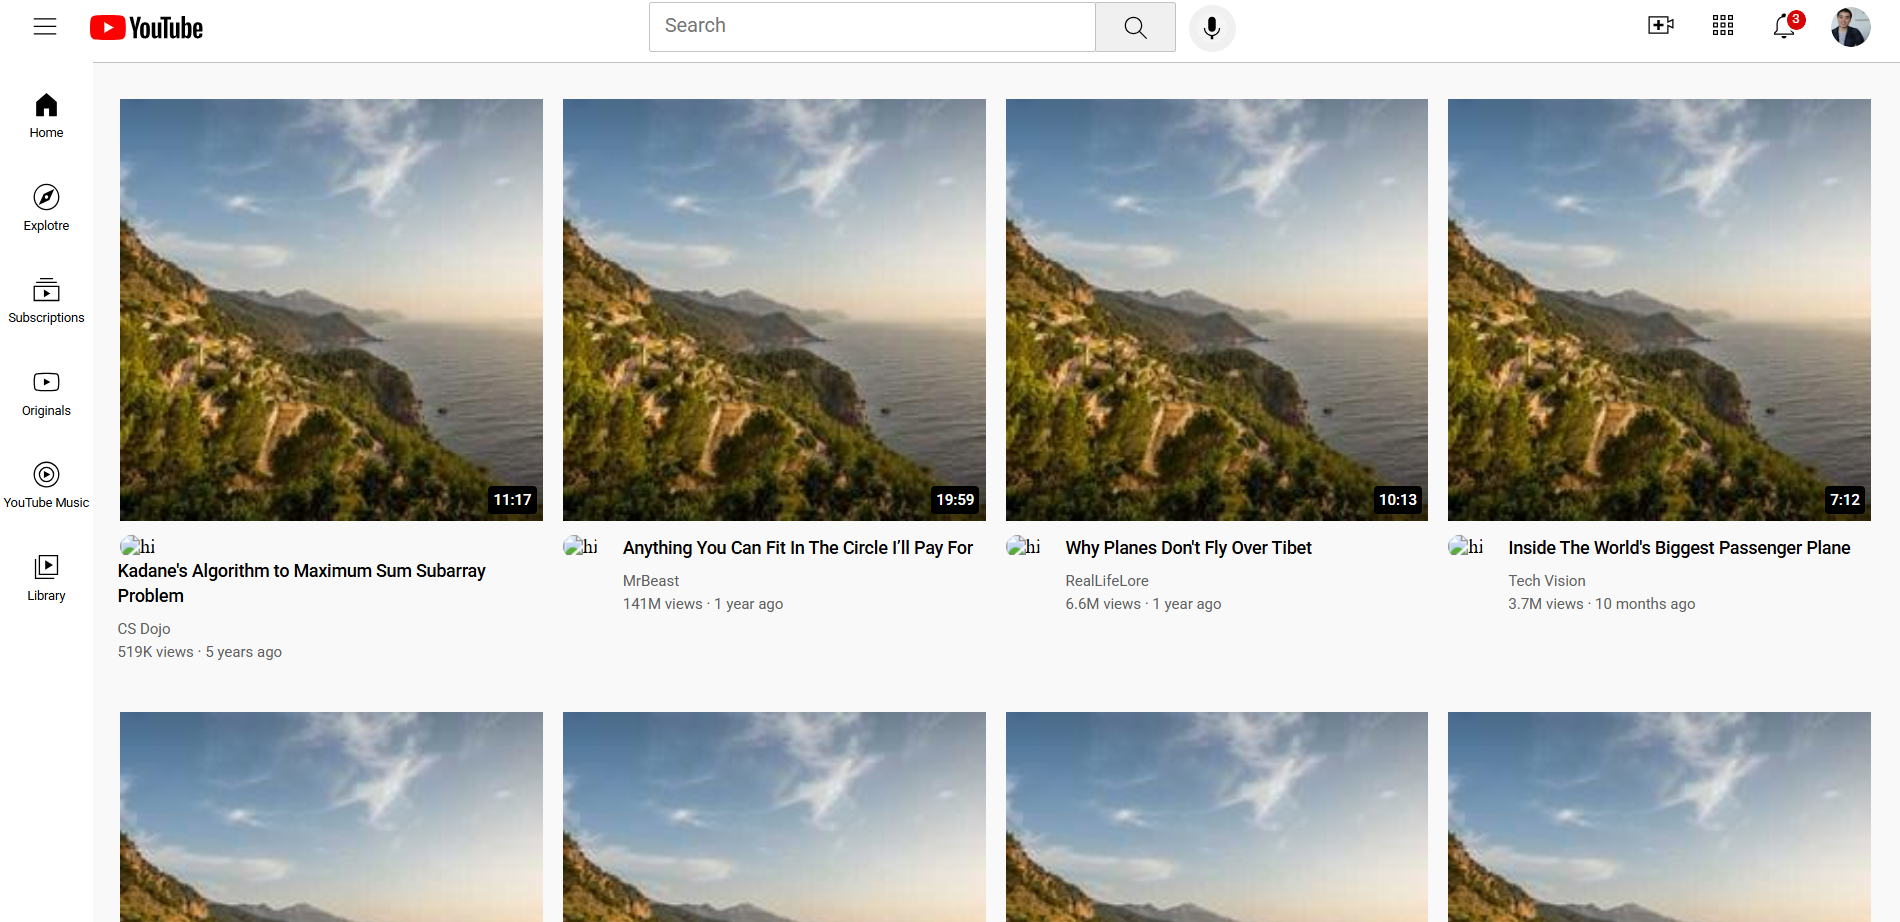 YouTube
Search
3
Home
Explotre
Subscriptions
Originals
YouTube Music
Library
11:17
19:59
10:13
7:12
hi
Kadane's Algorithm to Maximum Sum Subarray
Problem
CS Dojo
519K views · 5 years ago
hi
Anything You Can Fit In The Circle I’ll Pay For
MrBeast
141M views · 1 year ago
hi
Why Planes Don't Fly Over Tibet
RealLifeLore
6.6M views · 1 year ago
hi
Inside The World's Biggest Passenger Plane
Tech Vision
3.7M views · 10 months ago